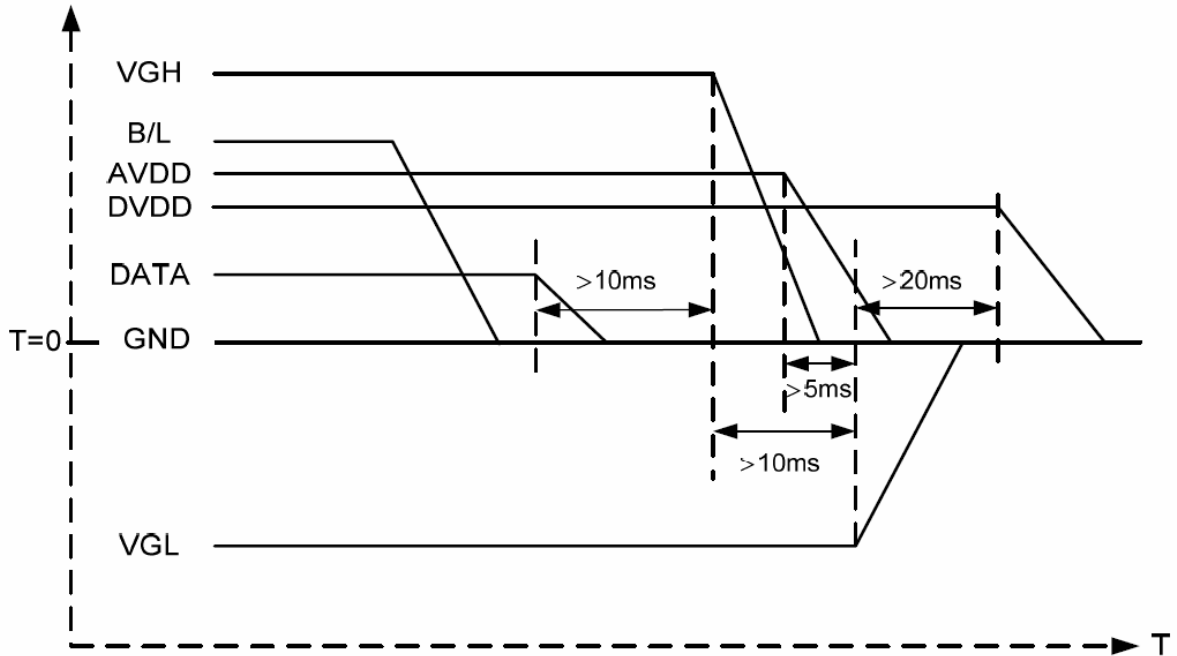 VGH
B/L
AVDD
DVDD
DATA
>10ms
>20ms
T=0
GND
>5ms
>10ms
VGL
T